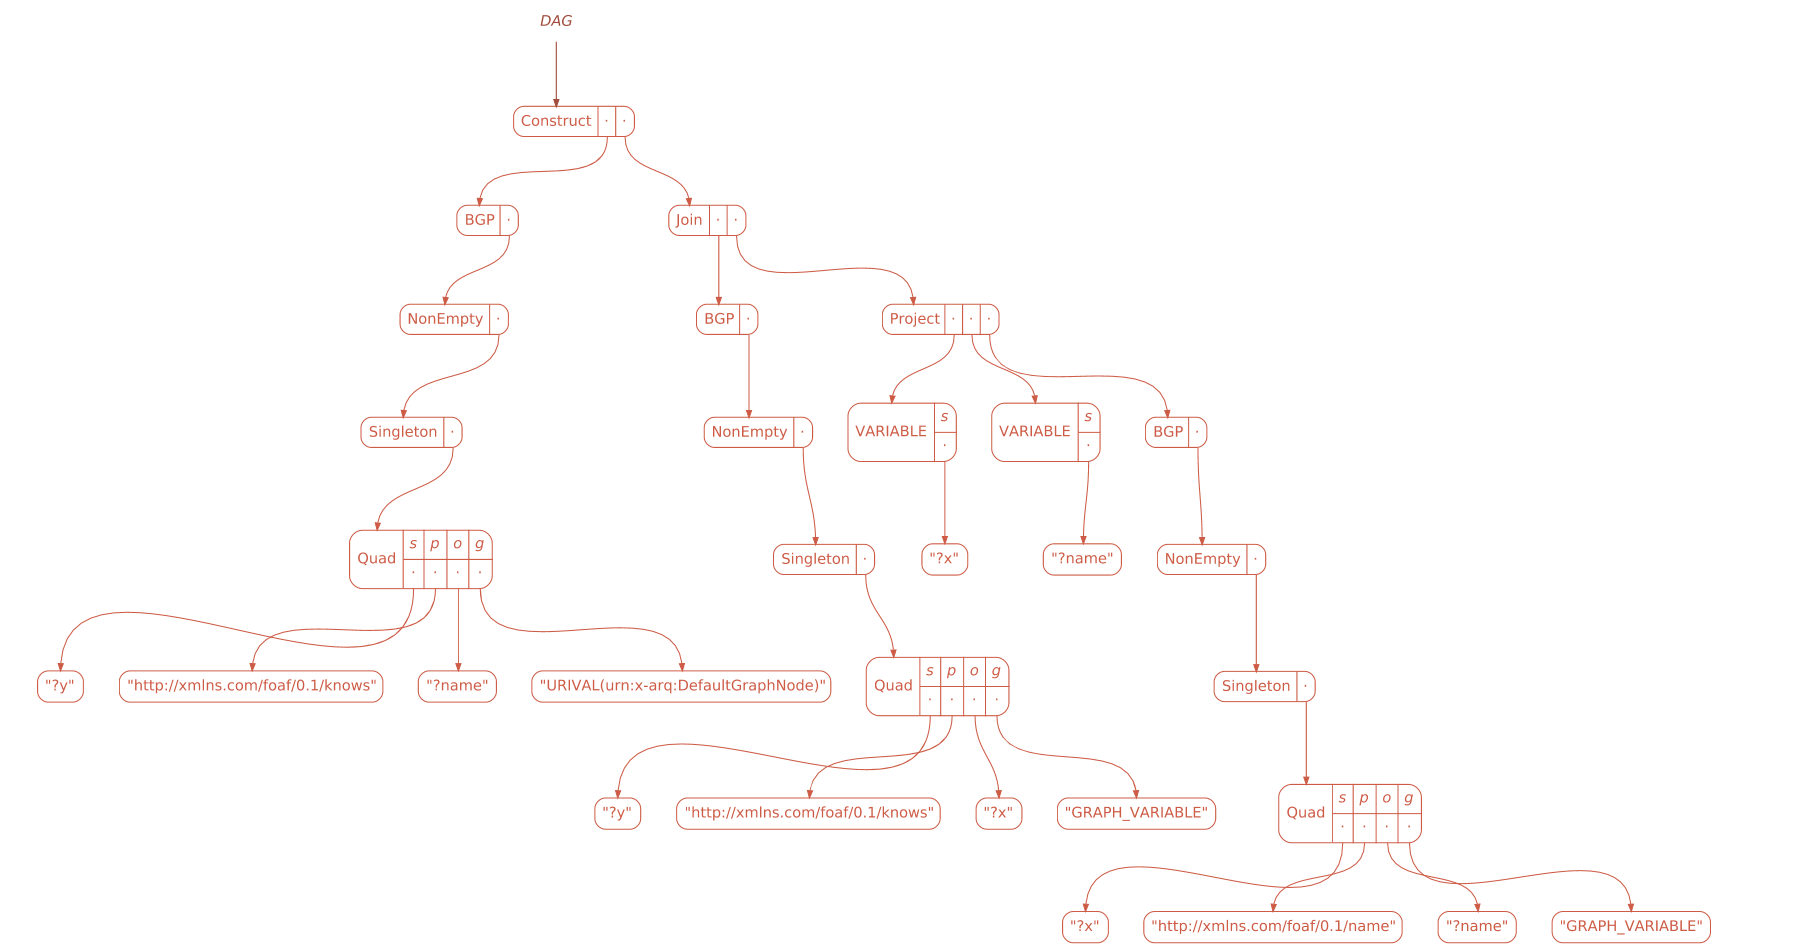 DAG
Construct · ·
BGP ·
Join · ·
NonEmpty ·
BGP ·
Project · · ·
Singleton ·
NonEmpty ·
VARIABLE s ·
VARIABLE s ·
BGP ·
Quad s p o g · · · ·
Singleton ·
"?x"
"?name"
NonEmpty ·
"?y"
"http://xmlns.com/foaf/0.1/knows"
"?name"
"URIVAL(urn:x-arq:DefaultGraphNode)"
Quad s p o g · · · ·
Singleton ·
"?y"
"http://xmlns.com/foaf/0.1/knows"
"?x"
"GRAPH_VARIABLE"
Quad s p o g · · · ·
"?x"
"http://xmlns.com/foaf/0.1/name"
"?name"
"GRAPH_VARIABLE"